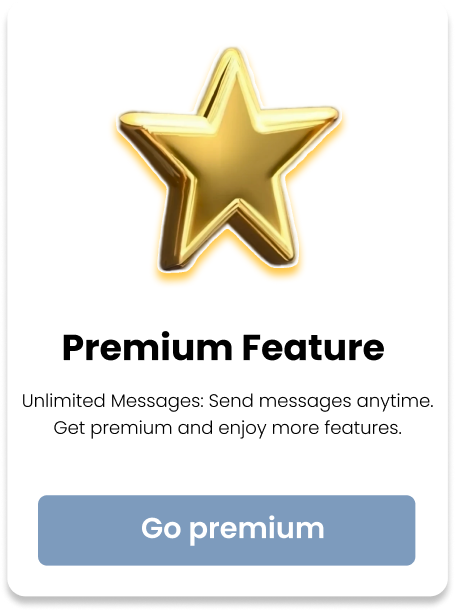 Premium Feature
Unlimited Messages: Send messages anytime.
Get premium and enjoy more features.
Go premium